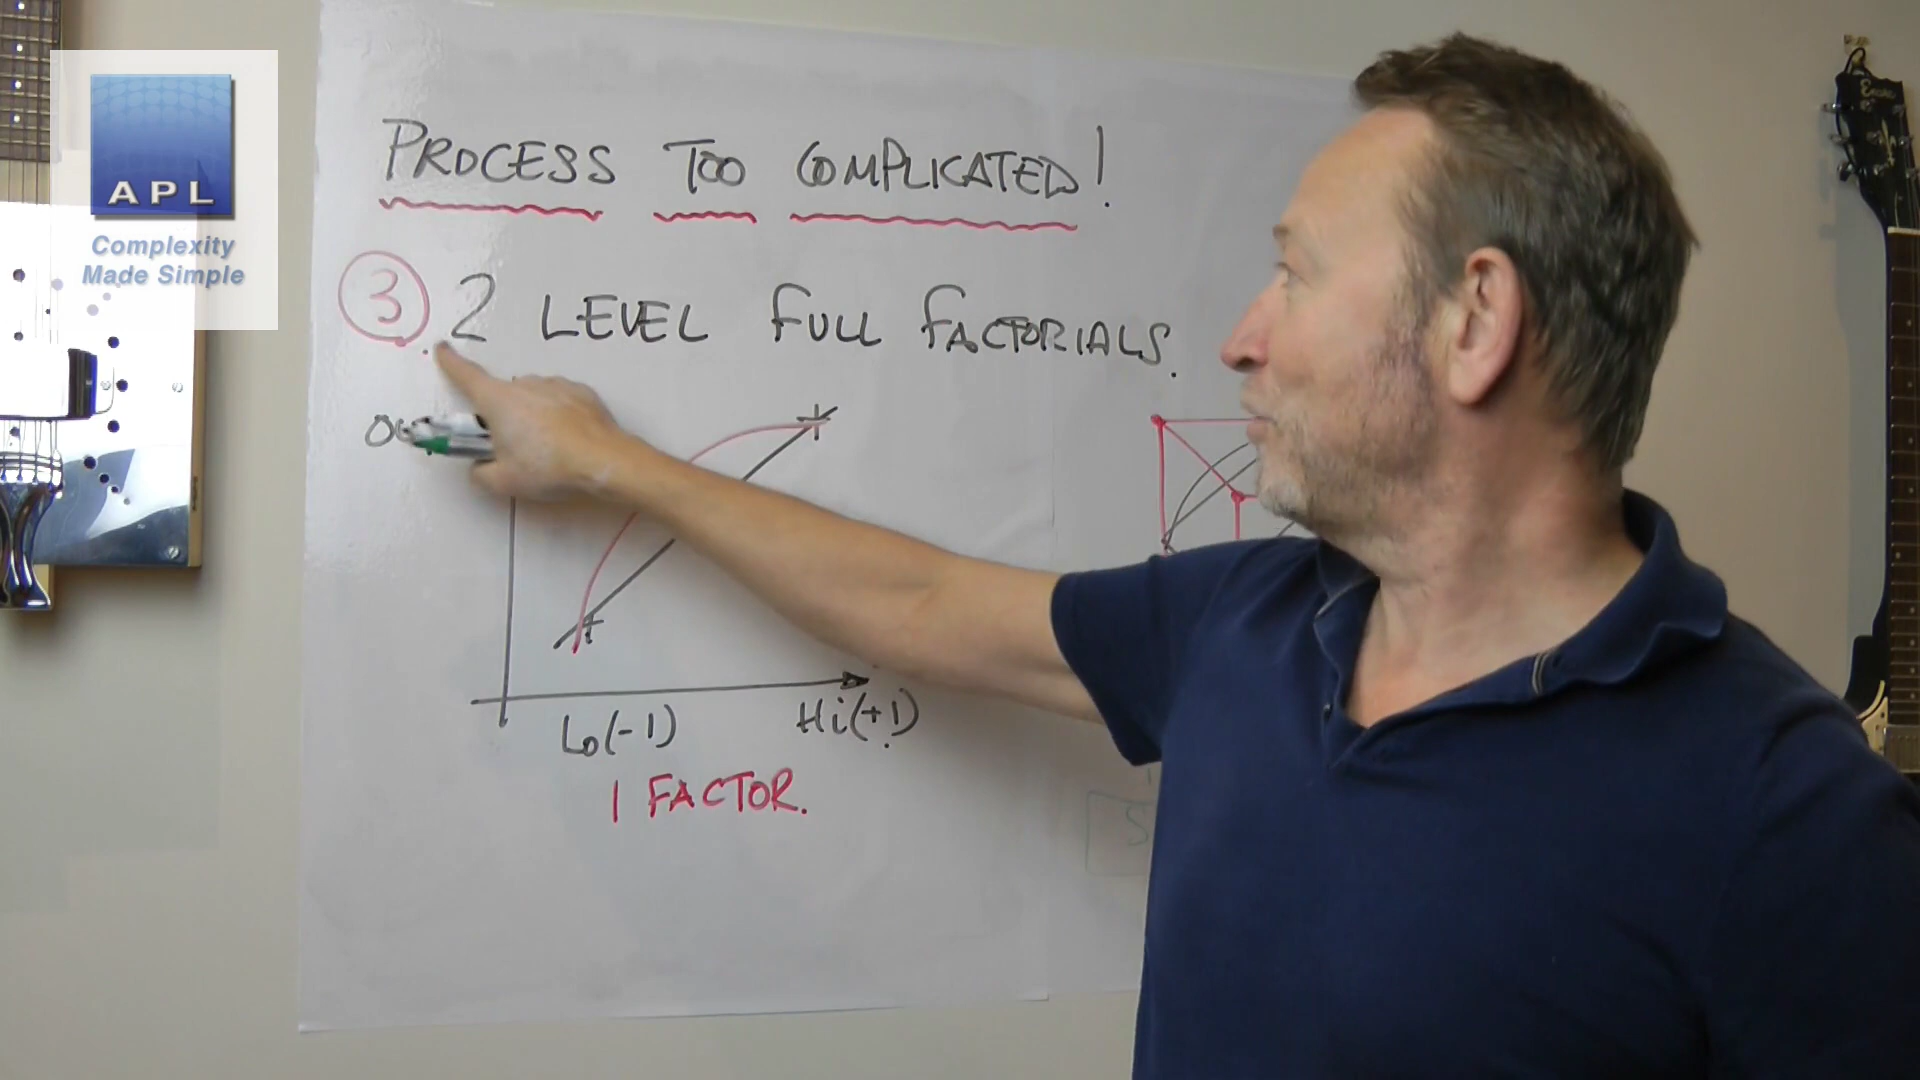 APL
Complexity
Made Simple
PROCESS TOO COMPLICATED!
3. 2 LEVEL FULL FACTORIALS.
Lo(-1) Hi(+1)
1 FACTOR.